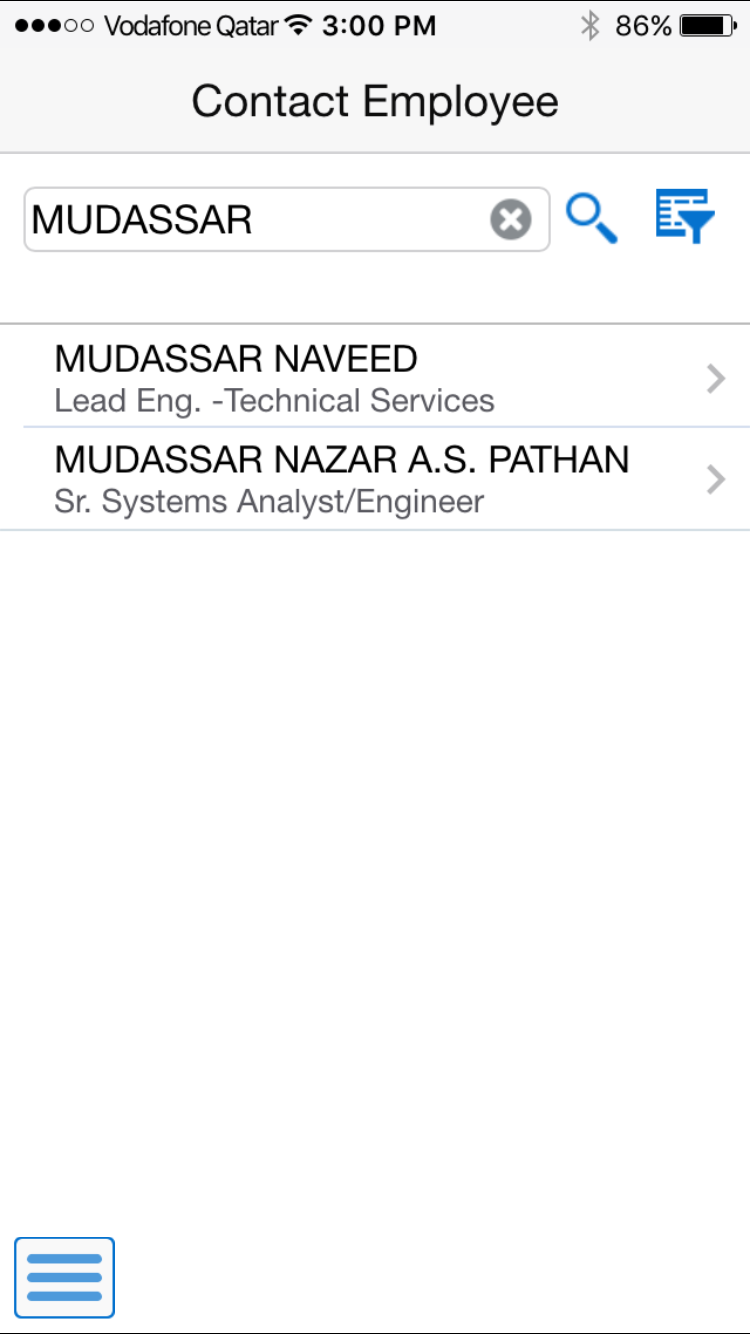 Vodafone Qatar 3:00 PM 86%
Contact Employee
MUDASSAR
MUDASSAR NAVEED
Lead Eng. -Technical Services
MUDASSAR NAZAR A.S. PATHAN
Sr. Systems Analyst/Engineer